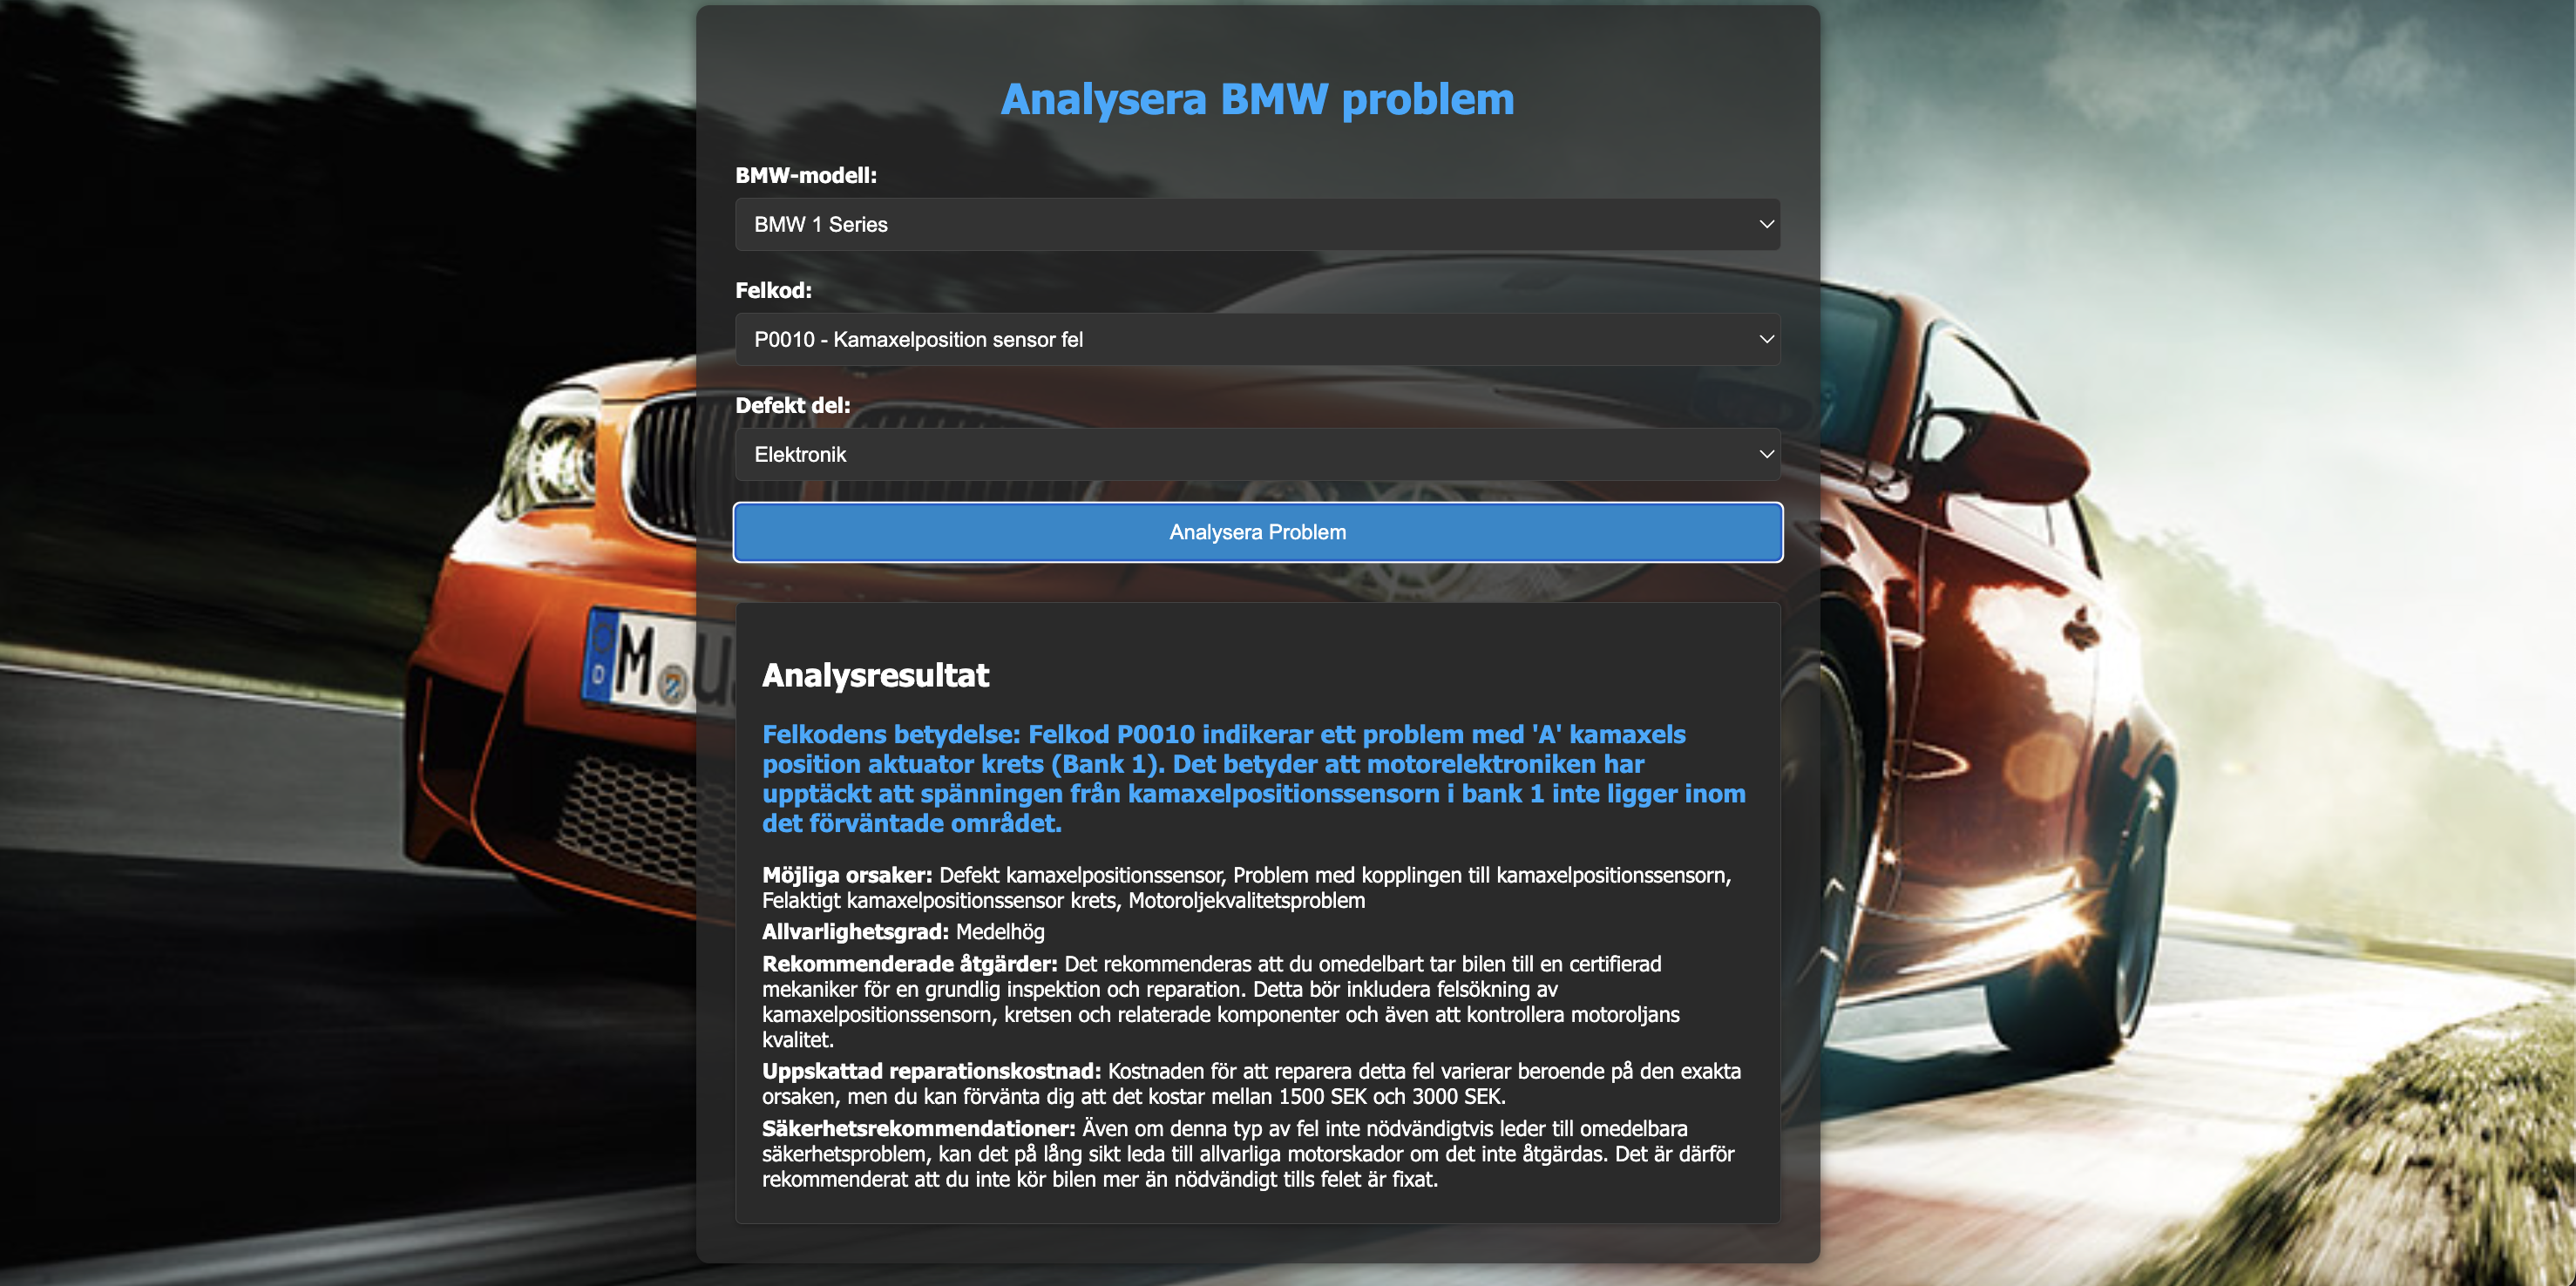 Analysera BMW problem
BMW-modell:
BMW 1 Series
Felkod:
P0010 - Kamaxelposition sensor fel
Defekt del:
Elektronik
Analysera Problem
M U
D
Analysresultat
Felkodens betydelse: Felkod P0010 indikerar ett problem med 'A' kamaxels
position aktuator krets (Bank 1). Det betyder att motorelektroniken har
upptäckt att spänningen från kamaxelpositionssensorn i bank 1 inte ligger inom
det förväntade området.
Möjliga orsaker: Defekt kamaxelpositionssensor, Problem med kopplingen till kamaxelpositionssensorn,
Felaktigt kamaxelpositionssensor krets, Motoroljekvalitetsproblem
Allvarlighetsgrad: Medelhög
Rekommenderade åtgärder: Det rekommenderas att du omedelbart tar bilen till en certifierad
mekaniker för en grundlig inspektion och reparation. Detta bör inkludera felsökning av
kamaxelpositionssensorn, kretsen och relaterade komponenter och även att kontrollera motoroljans
kvalitet.
Uppskattad reparationskostnad: Kostnaden för att reparera detta fel varierar beroende på den exakta
orsaken, men du kan förvänta dig att det kostar mellan 1500 SEK och 3000 SEK.
Säkerhetsrekommendationer: Även om denna typ av fel inte nödvändigtvis leder till omedelbara
säkerhetsproblem, kan det på lång sikt leda till allvarliga motorskador om det inte åtgärdas. Det är därför
rekommenderat att du inte kör bilen mer än nödvändigt tills felet är fixat.